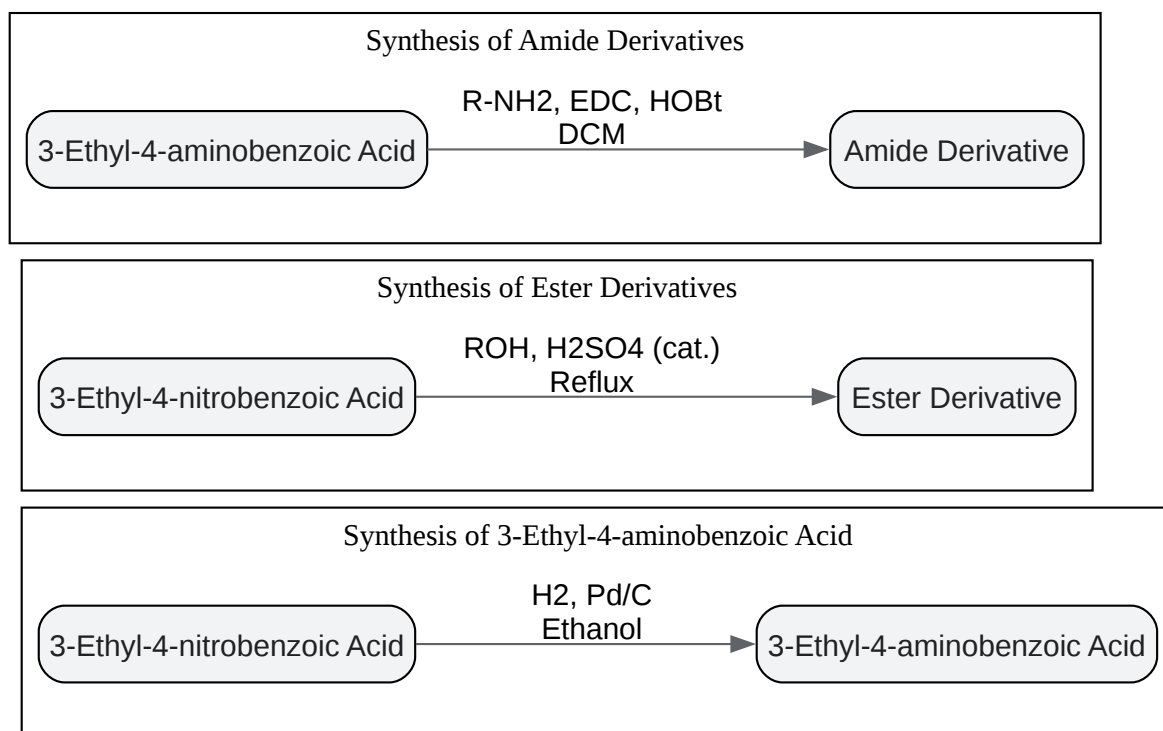 Synthesis of Amide Derivatives
R-NH2, EDC, HOBt
DCM
3-Ethyl-4-aminobenzoic Acid
Amide Derivative
Synthesis of Ester Derivatives
ROH, H2SO4 (cat.)
Reflux
3-Ethyl-4-nitrobenzoic Acid
Ester Derivative
Synthesis of 3-Ethyl-4-aminobenzoic Acid
H2, Pd/C
Ethanol
3-Ethyl-4-nitrobenzoic Acid
3-Ethyl-4-aminobenzoic Acid